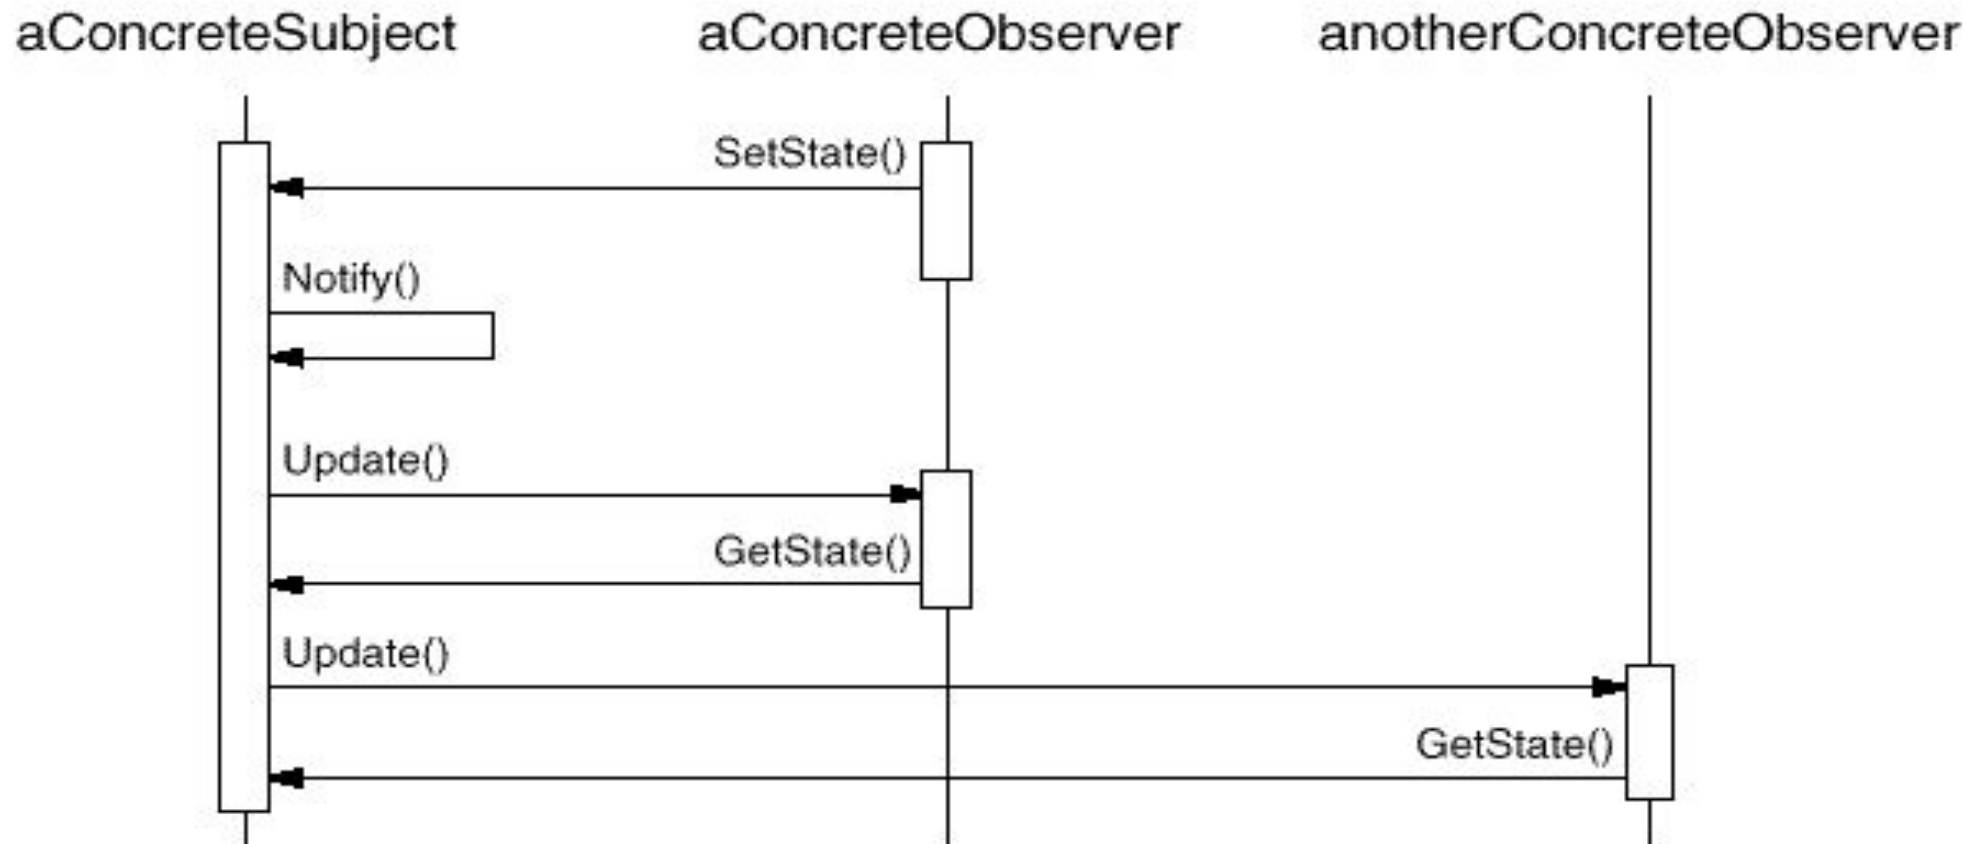 aConcreteSubject aConcreteObserver anotherConcreteObserver
SetState()
Notify()
Update()
GetState()
Update()
GetState()